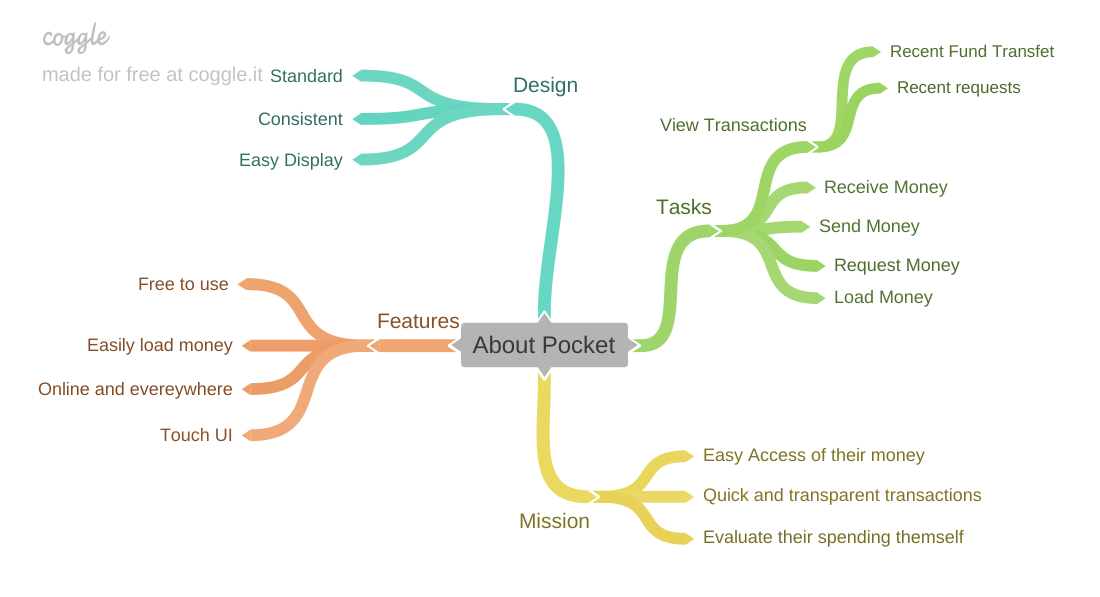 coggle
made for free at coggle.it
Design
Standard
Consistent
Easy Display
Features
Free to use
Easily load money
Online and evereywhere
Touch UI
About Pocket
Tasks
View Transactions
Recent Fund Transfet
Recent requests
Receive Money
Send Money
Request Money
Load Money
Mission
Easy Access of their money
Quick and transparent transactions
Evaluate their spending themself